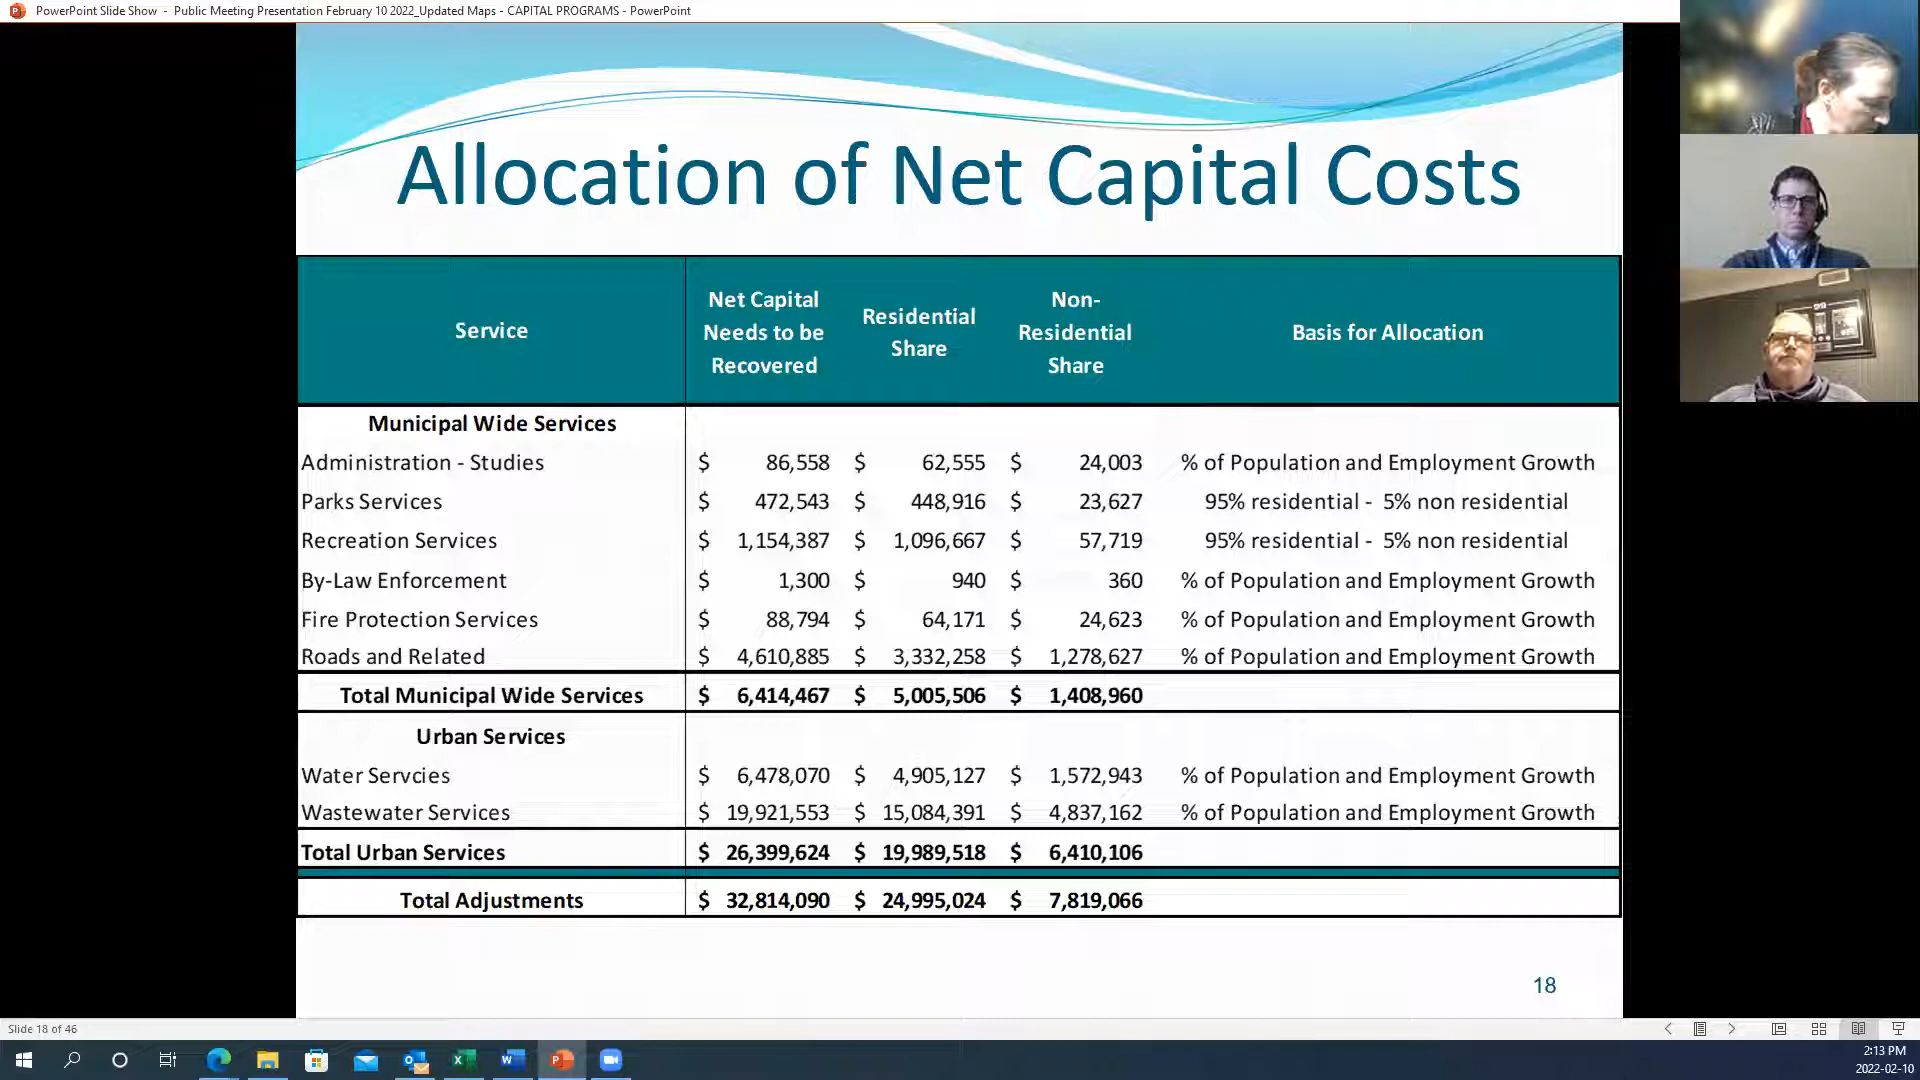 PowerPoint Slide Show - Public Meeting Presentation February 10 2022_Updated Maps - CAPITAL PROGRAMS - PowerPoint
Allocation of Net Capital Costs
Service
Net Capital
Needs to be
Recovered
Residential
Share
Non-
Residential
Share
Basis for Allocation
Municipal Wide Services
Administration - Studies $ 86,558 $ 62,555 $ 24,003 % of Population and Employment Growth
Parks Services $ 472,543 $ 448,916 $ 23,627 95% residential - 5% non residential
Recreation Services $ 1,154,387 $ 1,096,667 $ 57,719 95% residential - 5% non residential
By-Law Enforcement $ 1,300 $ 940 $ 360 % of Population and Employment Growth
Fire Protection Services $ 88,794 $ 64,171 $ 24,623 % of Population and Employment Growth
Roads and Related $ 4,610,885 $ 3,332,258 $ 1,278,627 % of Population and Employment Growth
Total Municipal Wide Services $ 6,414,467 $ 5,005,506 $ 1,408,960
Urban Services
Water Servcies $ 6,478,070 $ 4,905,127 $ 1,572,943 % of Population and Employment Growth
Wastewater Services $ 19,921,553 $ 15,084,391 $ 4,837,162 % of Population and Employment Growth
Total Urban Services $ 26,399,624 $ 19,989,518 $ 6,410,106
Total Adjustments $ 32,814,090 $ 24,995,024 $ 7,819,066
18
Slide 18 of 46
2:13 PM
2022-02-10